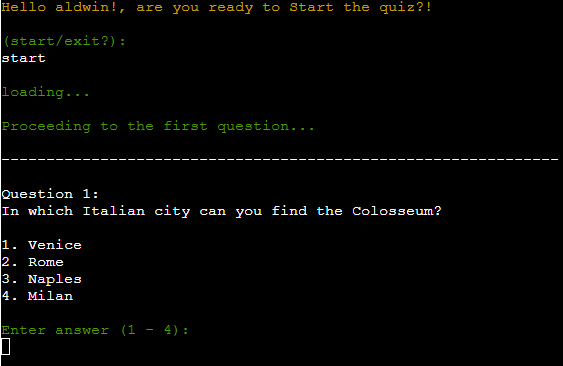 Hello aldwin!, are you ready to Start the quiz?!
(start/exit?):
start
loading...
Proceeding to the first question...
--------------------------------------------------------------
Question 1:
In which Italian city can you find the Colosseum?
1. Venice
2. Rome
3. Naples
4. Milan
Enter answer (1 - 4):